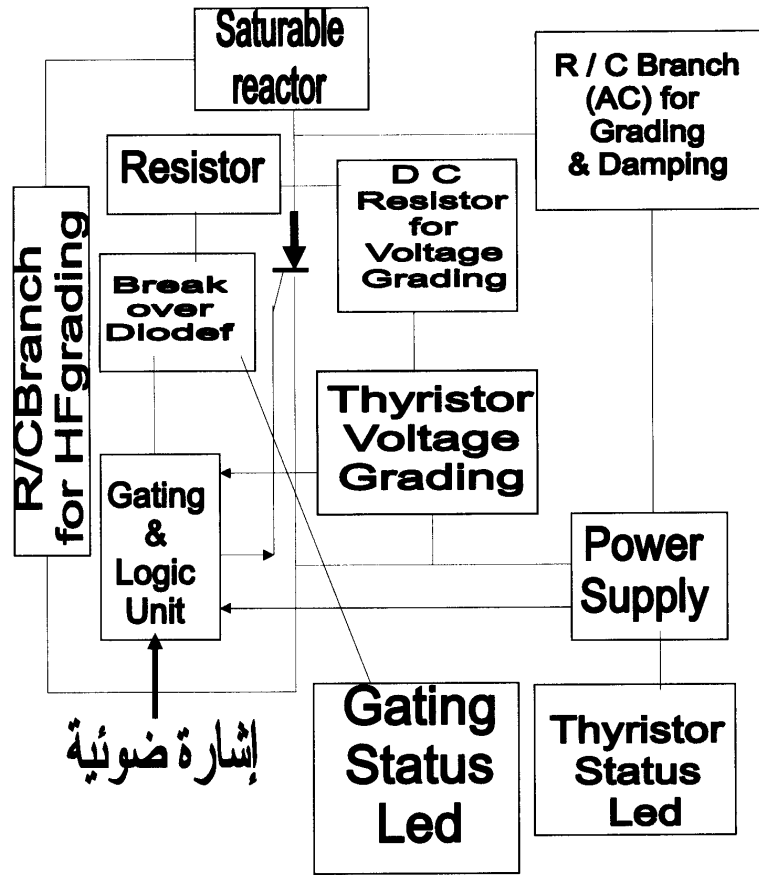 Saturable
reactor
R / C Branch
(AC) for
Grading
& Damping
Resistor
D C
Resistor
for
Voltage
Grading
R/CBranch
for HFgrading
Break
over
Diodef
Thyristor
Voltage
Grading
Gating
&
Logic
Unit
Power
Supply
إشارة ضوئية
Gating
Status
Led
Thyristor
Status
Led